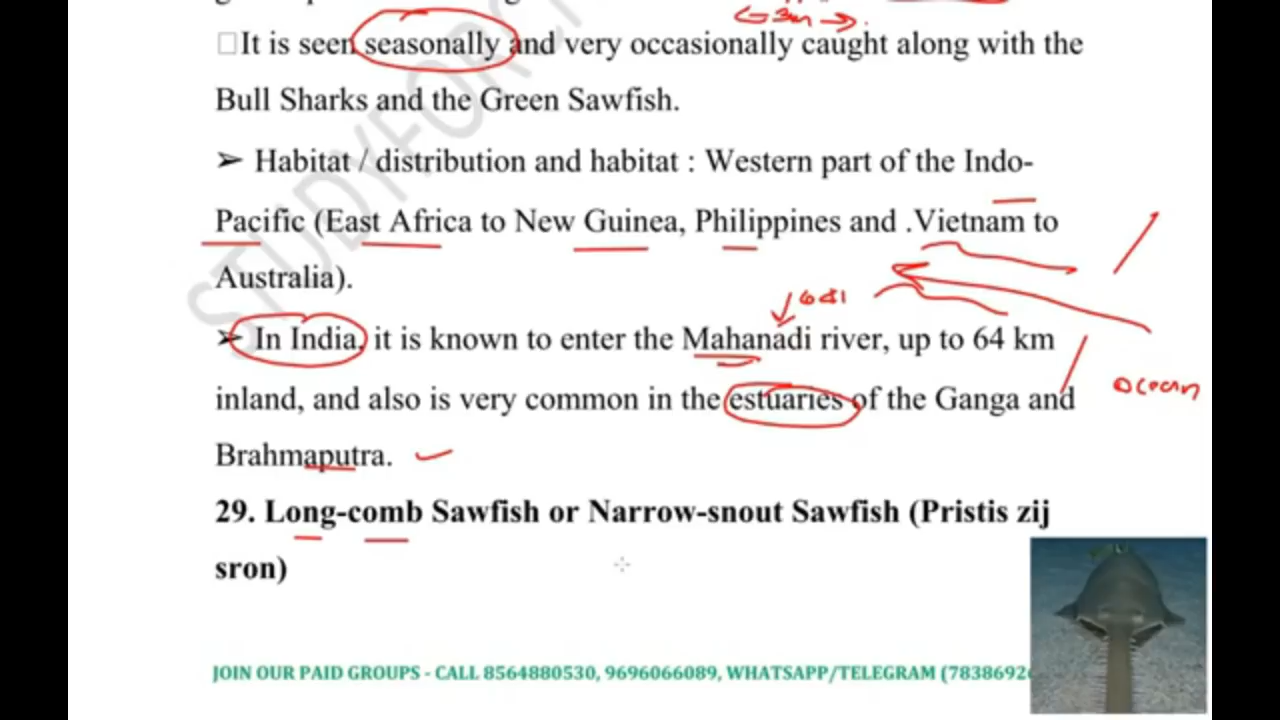 It is seen seasonally and very occasionally caught along with the
Bull Sharks and the Green Sawfish.
➢ Habitat / distribution and habitat : Western part of the Indo-
Pacific (East Africa to New Guinea, Philippines and .Vietnam to
Australia).
➢ In India, it is known to enter the Mahanadi river, up to 64 km
inland, and also is very common in the estuaries of the Ganga and
Ocean
Brahmaputra.
29. Long-comb Sawfish or Narrow-snout Sawfish (Pristis zij
sron)
JOIN OUR PAID GROUPS - CALL 8564880530, 9696066089, WHATSAPP/TELEGRAM (7838692